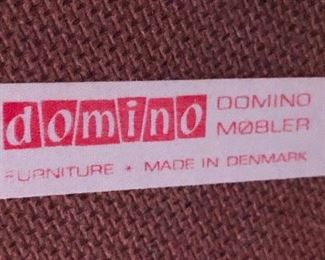 domino DOMINO
MØBLER
FURNITURE * MADE IN DENMARK